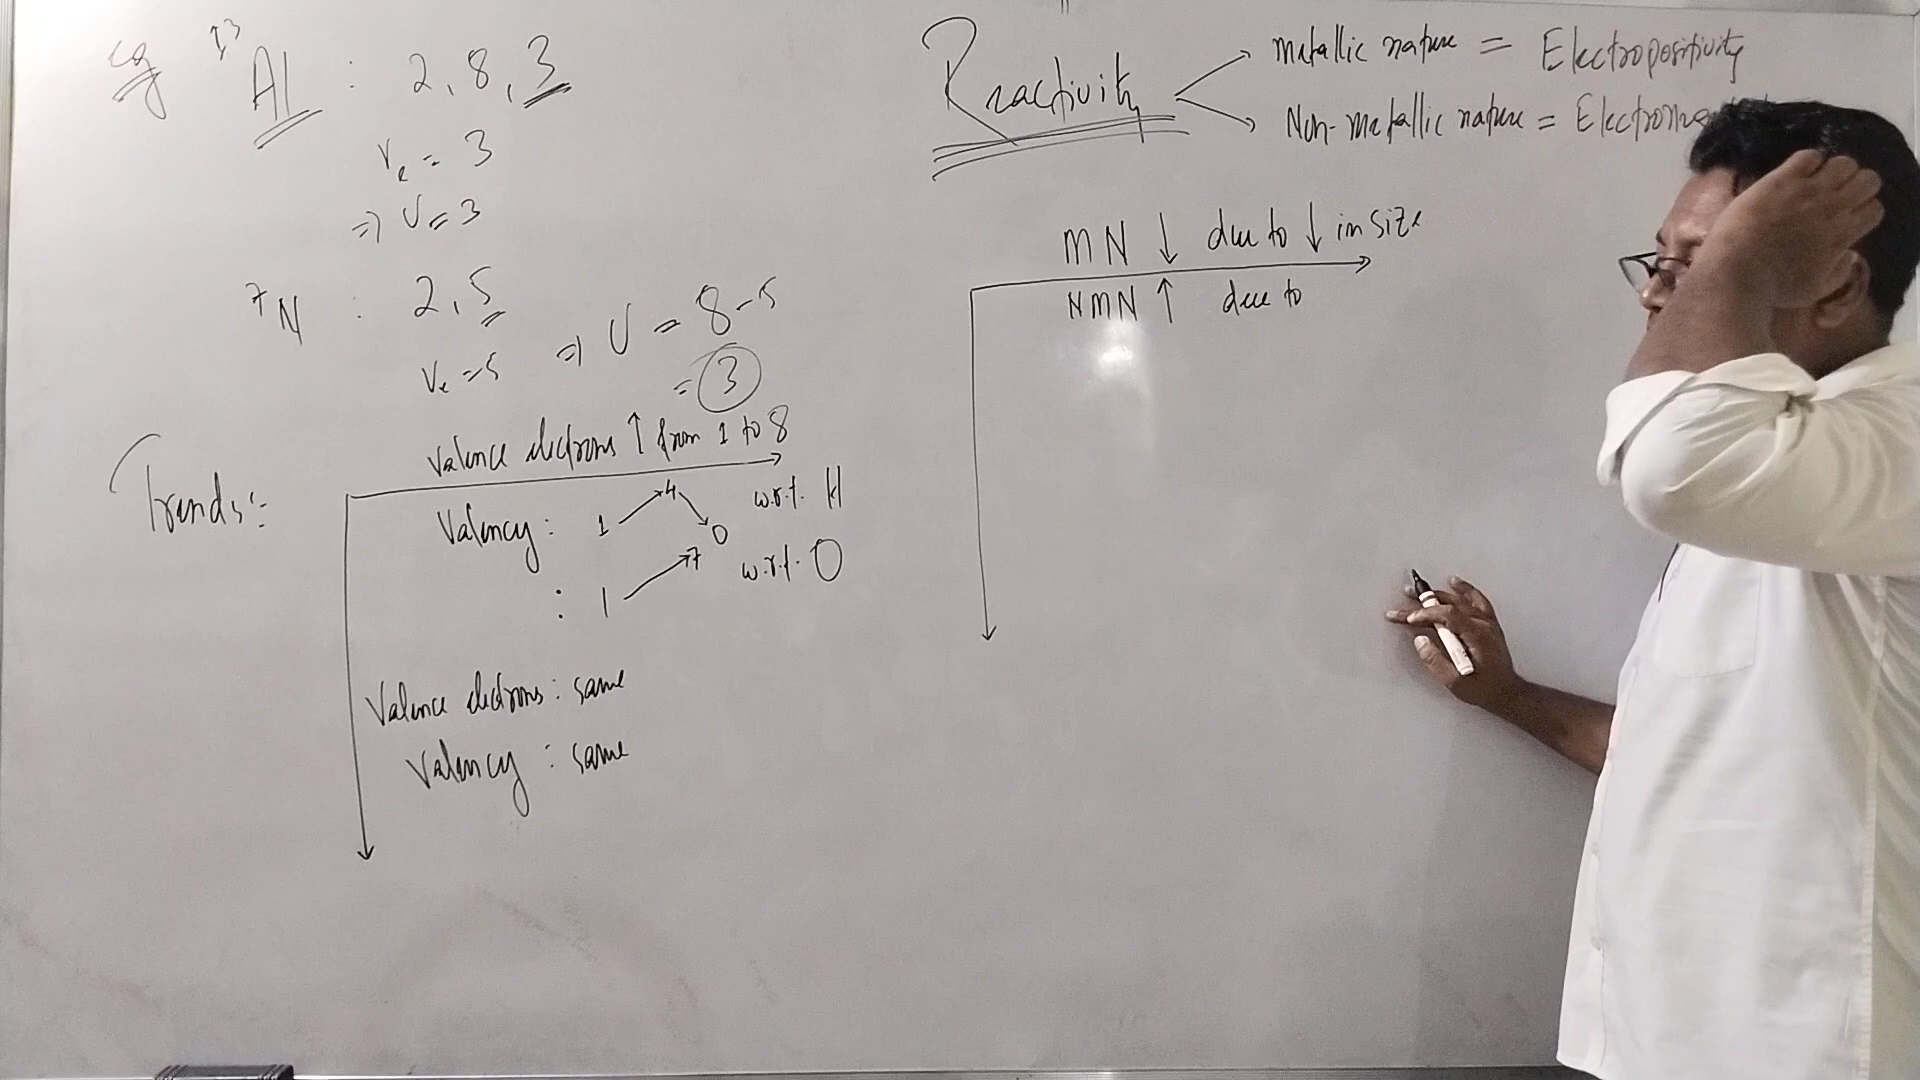 eg 13Al : 2, 8, 3
Ve = 3
=) V = 3
7N : 2, 5
Ve = 5 =) V = 8-5
= 3
Trends :-
Valence electrons ↑ from 1 to 8
Valency : 1 → 4 → 0 w.r.t. H
: 1 → 7 w.r.t. O
Valence electrons : same
Valency : same
Reactivity
Metallic nature = Electropositivity
Non-metallic nature =
MN ↓ due to ↓ in size
NMN ↑ due to